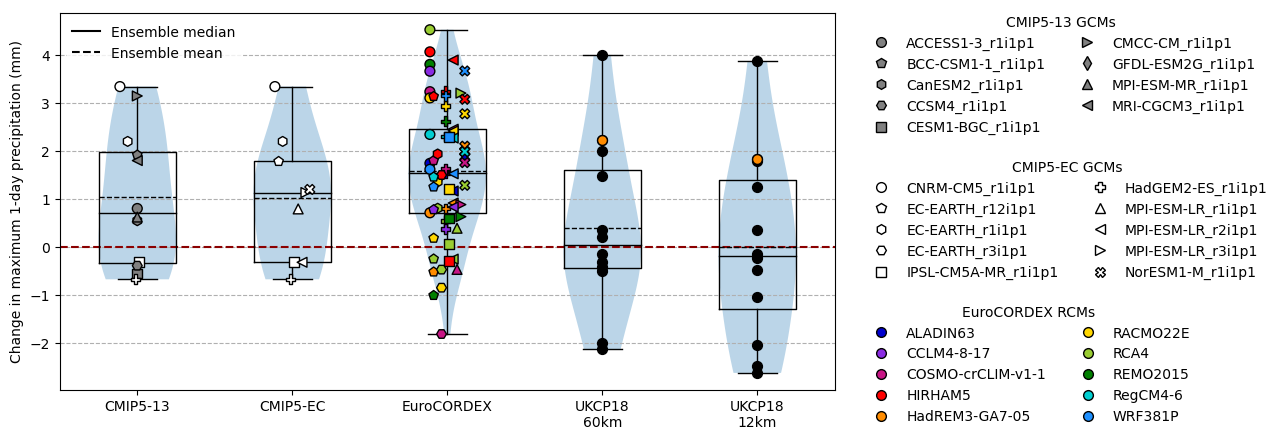 Change in maximum 1-day precipitation (mm)
4
3
2
1
0
−1
−2
Ensemble median
Ensemble mean
CMIP5-13
CMIP5-EC
EuroCORDEX
UKCP18
60km
UKCP18
12km
CMIP5-13 GCMs
ACCESS1-3_r1i1p1
BCC-CSM1-1_r1i1p1
CanESM2_r1i1p1
CCSM4_r1i1p1
CESM1-BGC_r1i1p1
CMCC-CM_r1i1p1
GFDL-ESM2G_r1i1p1
MPI-ESM-MR_r1i1p1
MRI-CGCM3_r1i1p1
CMIP5-EC GCMs
CNRM-CM5_r1i1p1
EC-EARTH_r12i1p1
EC-EARTH_r1i1p1
EC-EARTH_r3i1p1
IPSL-CM5A-MR_r1i1p1
HadGEM2-ES_r1i1p1
MPI-ESM-LR_r1i1p1
MPI-ESM-LR_r2i1p1
MPI-ESM-LR_r3i1p1
NorESM1-M_r1i1p1
EuroCORDEX RCMs
ALADIN63
CCLM4-8-17
COSMO-crCLIM-v1-1
HIRHAM5
HadREM3-GA7-05
RACMO22E
RCA4
REMO2015
RegCM4-6
WRF381P